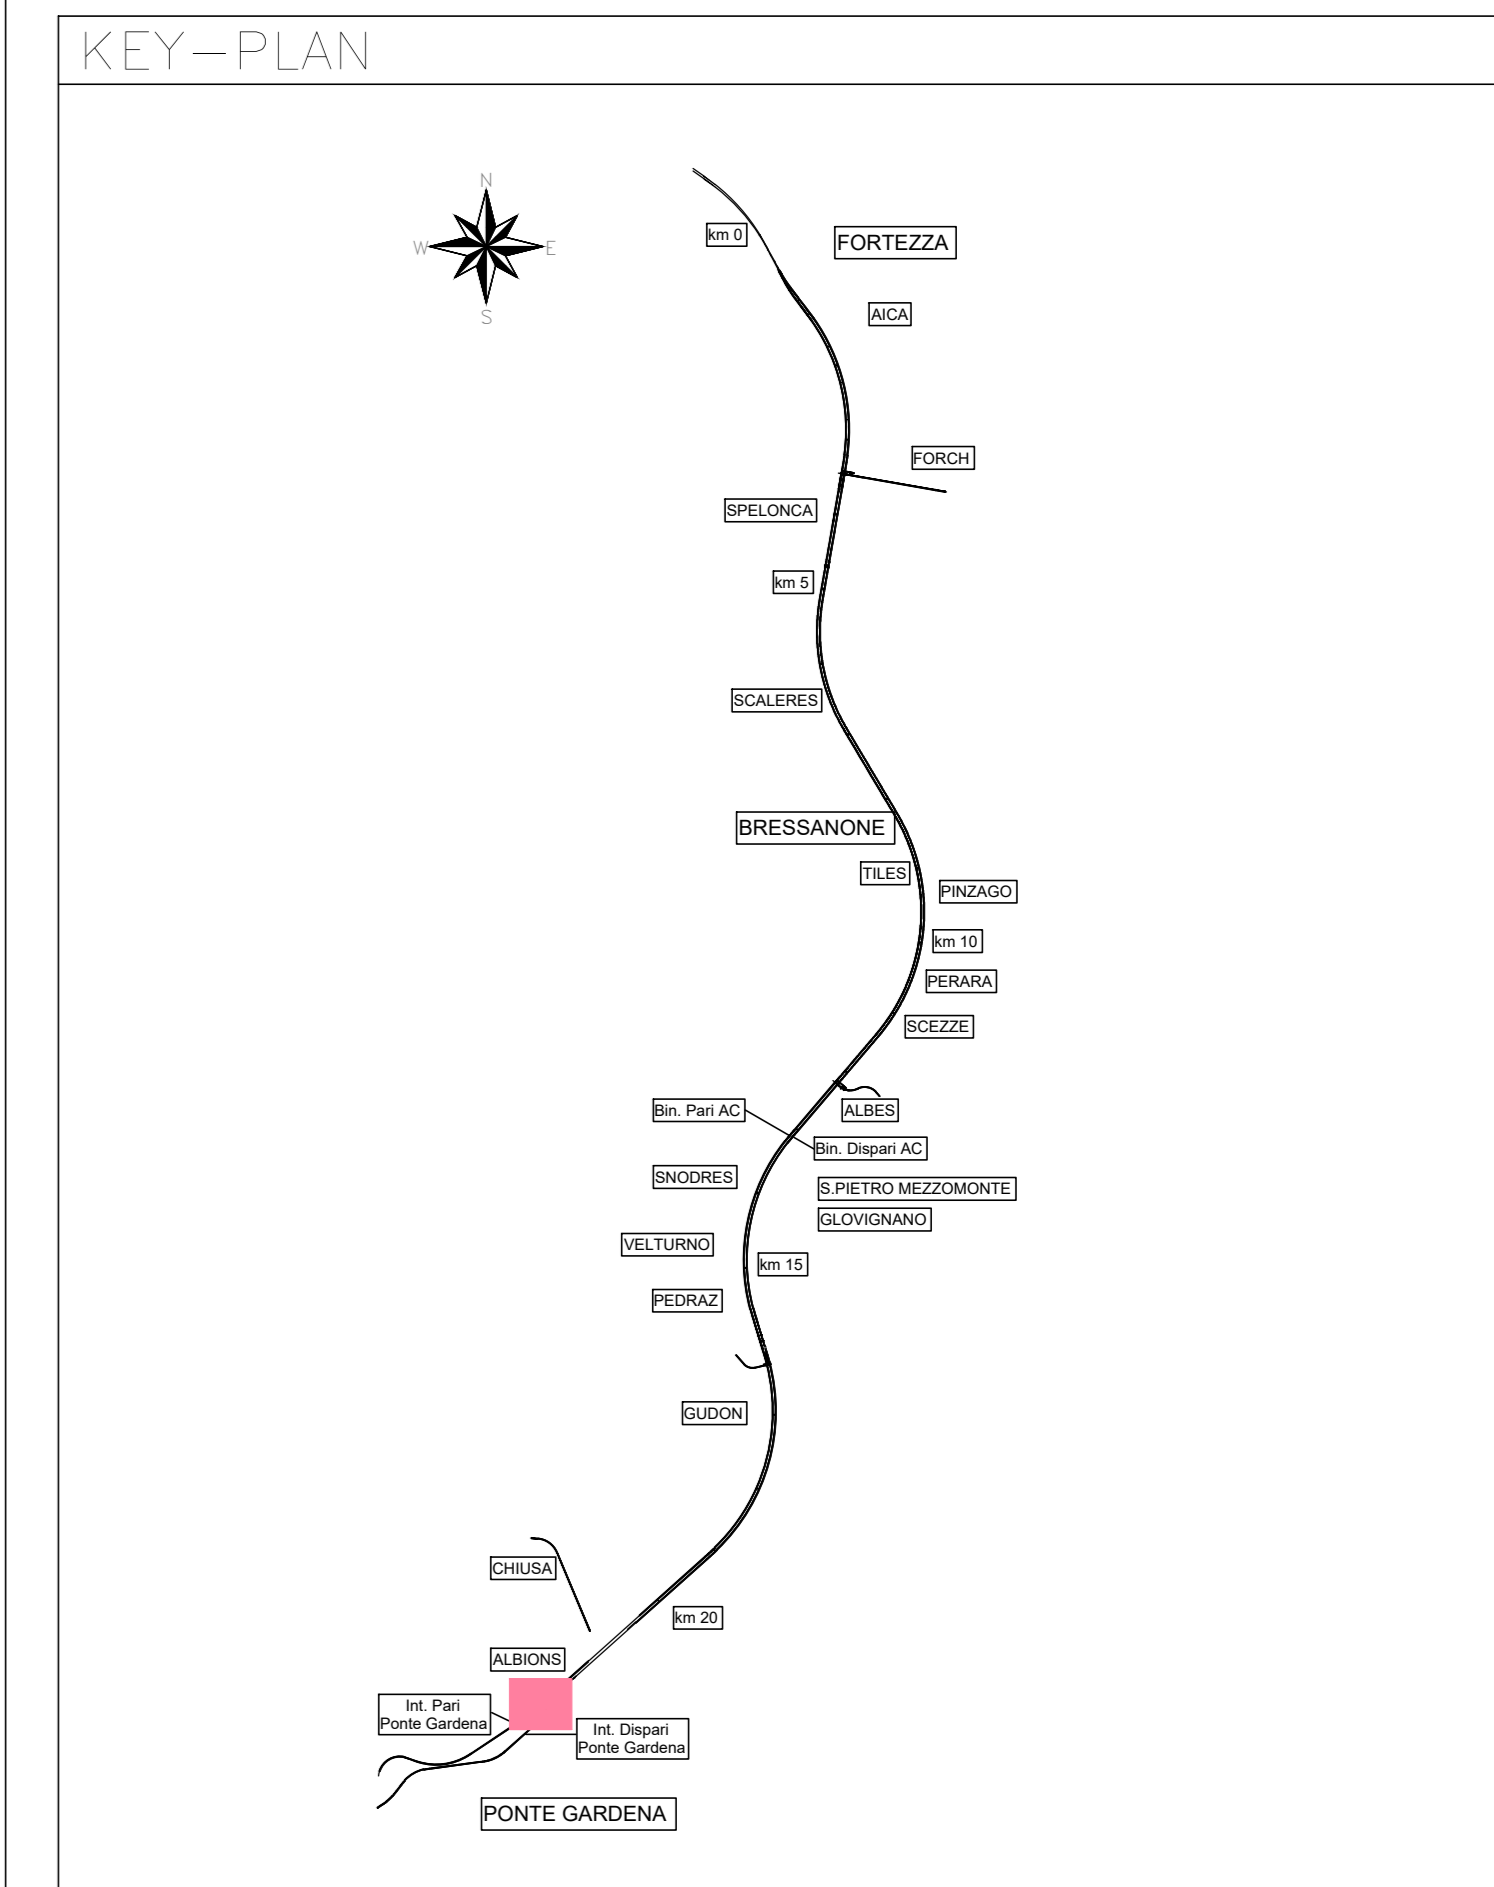 KEY-PLAN
N
W
E
S
km 0
FORTEZZA
AICA
FORCH
SPELONCA
km 5
SCALERES
BRESSANONE
TILES
PINZAGO
km 10
PERARA
SCEZZE
Bin. Pari AC
ALBES
Bin. Dispari AC
SNODRES
S.PIETRO MEZZOMONTE
GLOVIGNANO
VELTURNO
km 15
PEDRAZ
GUDON
CHIUSA
km 20
ALBIONS
Int. Pari
Ponte Gardena
Int. Dispari
Ponte Gardena
PONTE GARDENA